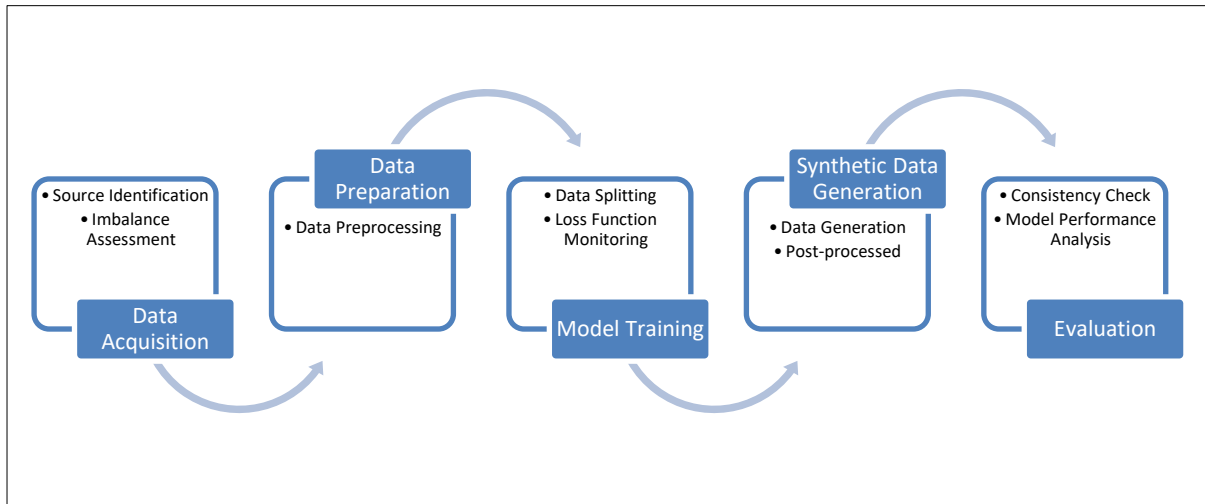 • Source Identification
• Imbalance
Assessment
Data
Acquisition
Data
Preparation
• Data Preprocessing
• Data Splitting
• Loss Function
Monitoring
Model Training
Synthetic Data
Generation
• Data Generation
• Post-processed
• Consistency Check
• Model Performance
Analysis
Evaluation